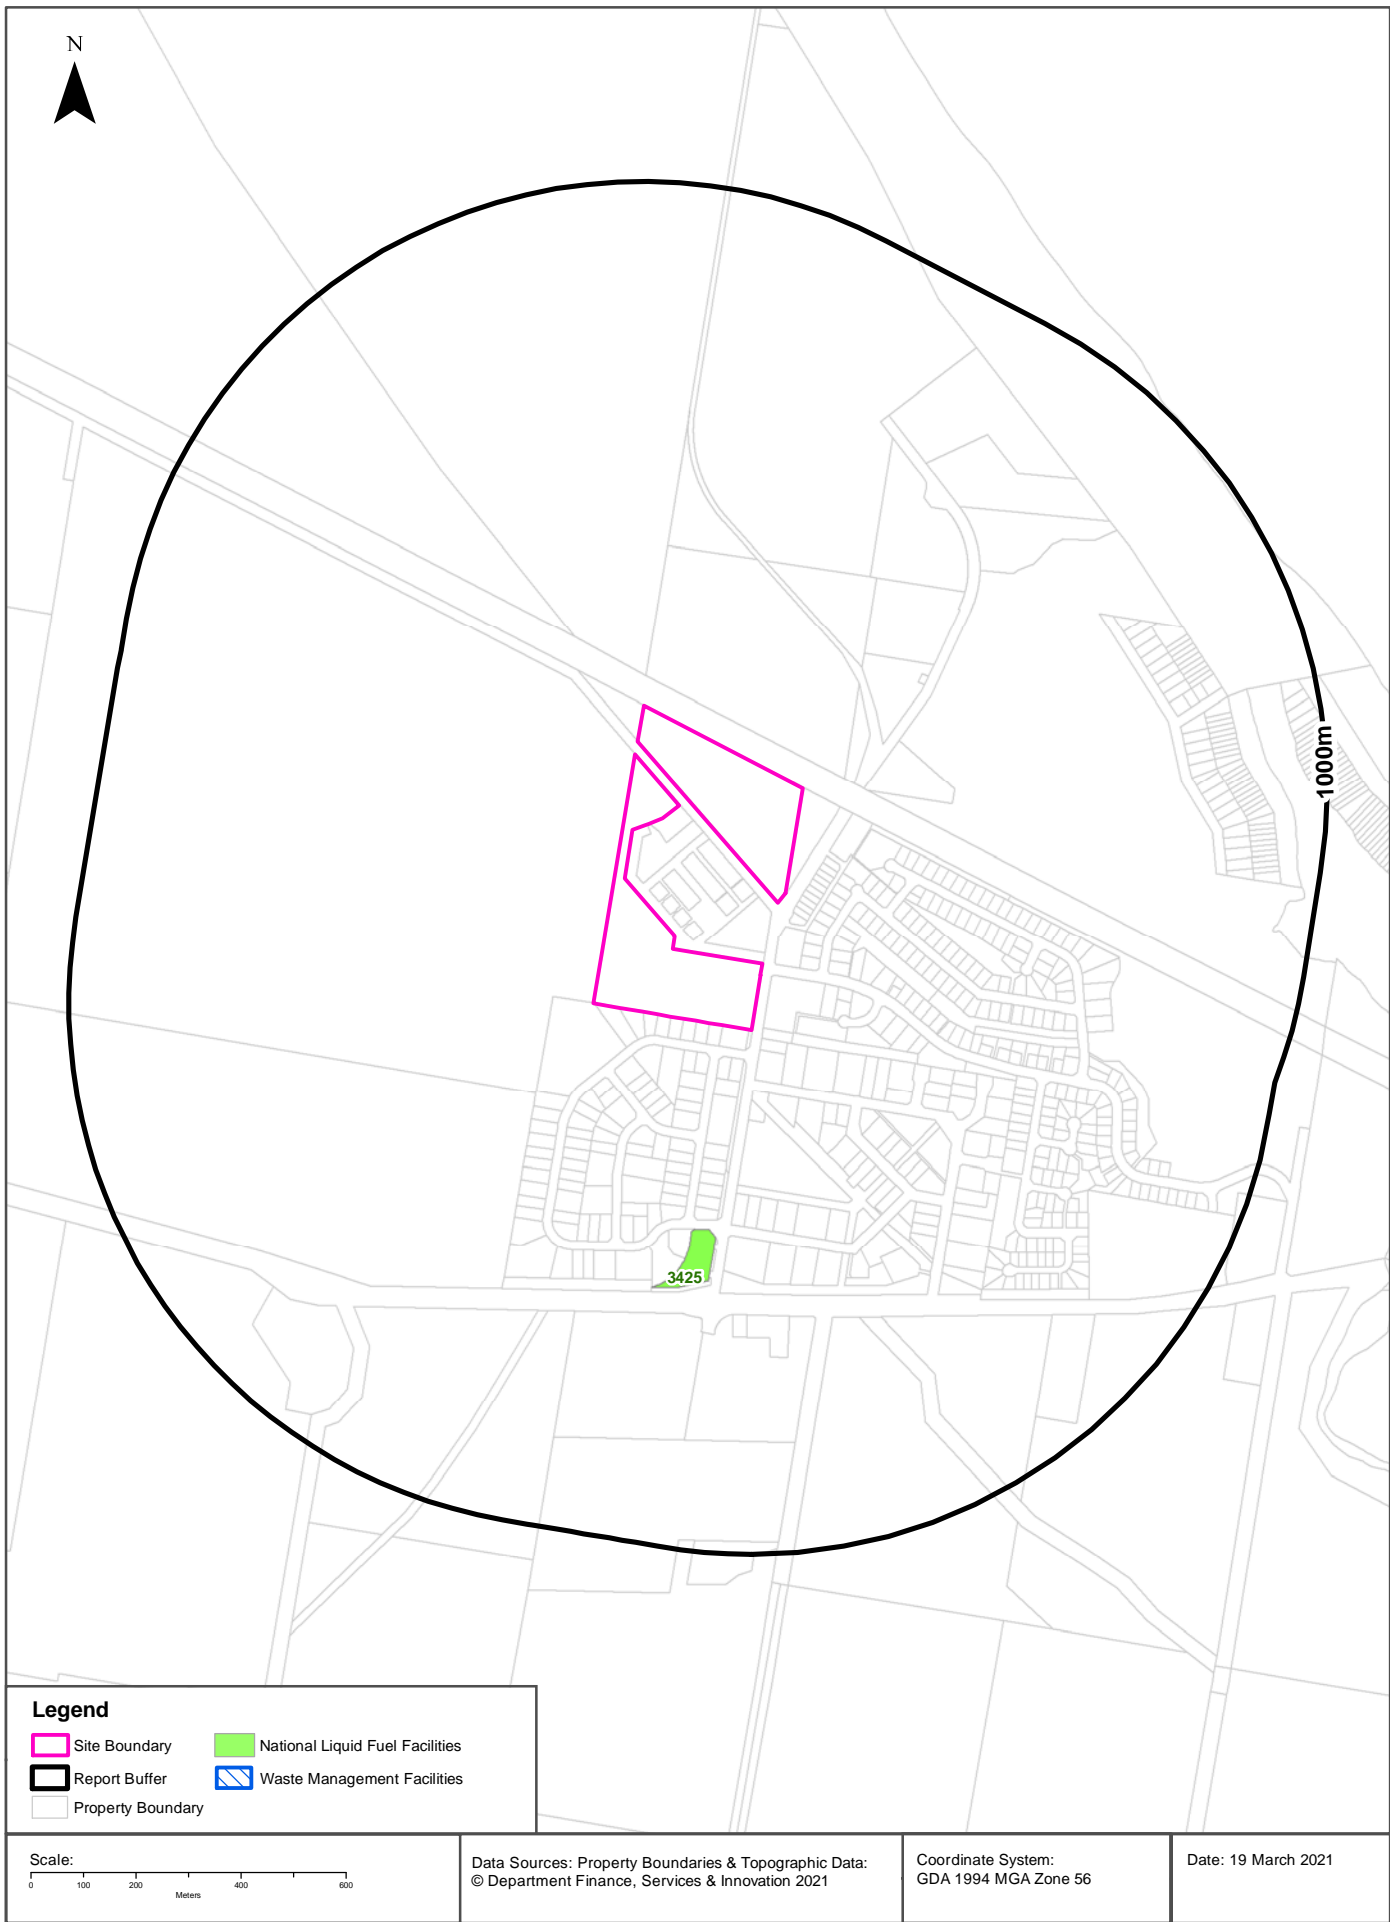 N
1000m
3425
Legend
Site Boundary
National Liquid Fuel Facilities
Report Buffer
Waste Management Facilities
Property Boundary
Scale:
0 100 200 400 600
Meters
Data Sources: Property Boundaries & Topographic Data:
© Department Finance, Services & Innovation 2021
Coordinate System:
GDA 1994 MGA Zone 56
Date: 19 March 2021